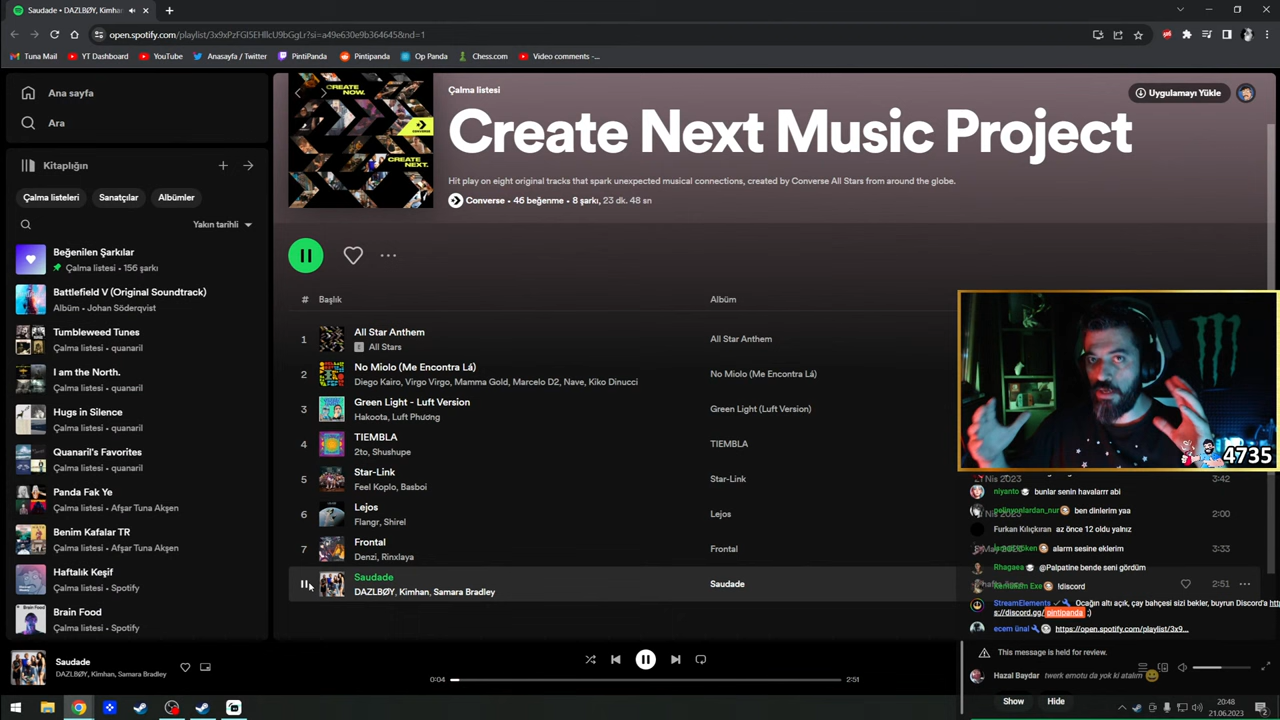 Saudade • DAZLBØY, Kimhan,
open.spotify.com/playlist/
Tuna Mail
YT Dashboard
YouTube
Anasayfa / Twitter
PintiPanda
Pintipanda
Op Panda
Chess.com
Video comments -...
Ana sayfa
Ara
Kitaplığın
Çalma listeleri
Sanatçılar
Albümler
Yakın tarihli
Beğenilen Şarkılar
Çalma listesi • 156 şarkı
Battlefield V (Original Soundtrack)
Albüm • Johan Söderqvist
Tumbleweed Tunes
Çalma listesi • quanaril
I am the North.
Çalma listesi • quanaril
Hugs in Silence
Çalma listesi • quanaril
Quanaril's Favorites
Çalma listesi • quanaril
Panda Fak Ye
Çalma listesi • Afşar Tuna Akşen
Benim Kafalar TR
Çalma listesi • Afşar Tuna Akşen
Haftalık Keşif
Çalma listesi • Spotify
Brain Food
Çalma listesi • Spotify
CREATE NOW.
CONVERSE
CREATE NEXT.
Çalma listesi
Uygulamayı Yükle
Create Next Music Project
Hit play on eight original tracks that spark unexpected musical connections, created by Converse All Stars from around the globe.
Converse • 46 beğenme • 8 şarkı, 23 dk. 48 sn
# Başlık Albüm
1 All Star Anthem All Star Anthem
E All Stars
2 No Miolo (Me Encontra Lá) No Miolo (Me Encontra Lá)
Diego Kairo, Virgo Virgo, Mamma Gold, Marcelo D2, Nave, Kiko Dinucci
3 Green Light - Luft Version Green Light (Luft Version)
Hakoota, Luft Phương
4 TIEMBLA TIEMBLA
2to, Shushupe
5 Star-Link Star-Link
Feel Koplo, Basboi
6 Lejos Lejos
Flangr, Shirel
7 Frontal Frontal
Denzi, Rinxlaya
Saudade Saudade
DAZLBØY, Kimhan, Samara Bradley
4735
Nis 2023 3:42
niyanto bunlar senin havalarrr abi
polinyonlardan_nur ben dinlerim yaa
2:00
Furkan Kılıçkıran az önce 12 oldu yalnız
alarm sesine eklerim
3:33
Rhagaea @Palpatine bende seni gördüm
!discord
2:51
StreamElements Ocağın altı açık, çay bahçesi sizi bekler, buyrun Discord'a
s://discord.gg/pintipanda :)
ecem ünal https://open.spotify.com/playlist/3x9...
This message is held for review.
Hazal Baydar twerk emotu da yok ki atalım
Show Hide
Saudade
DAZLBØY, Kimhan, Samara Bradley
0:04
2:51
20:48
21.06.2023
2